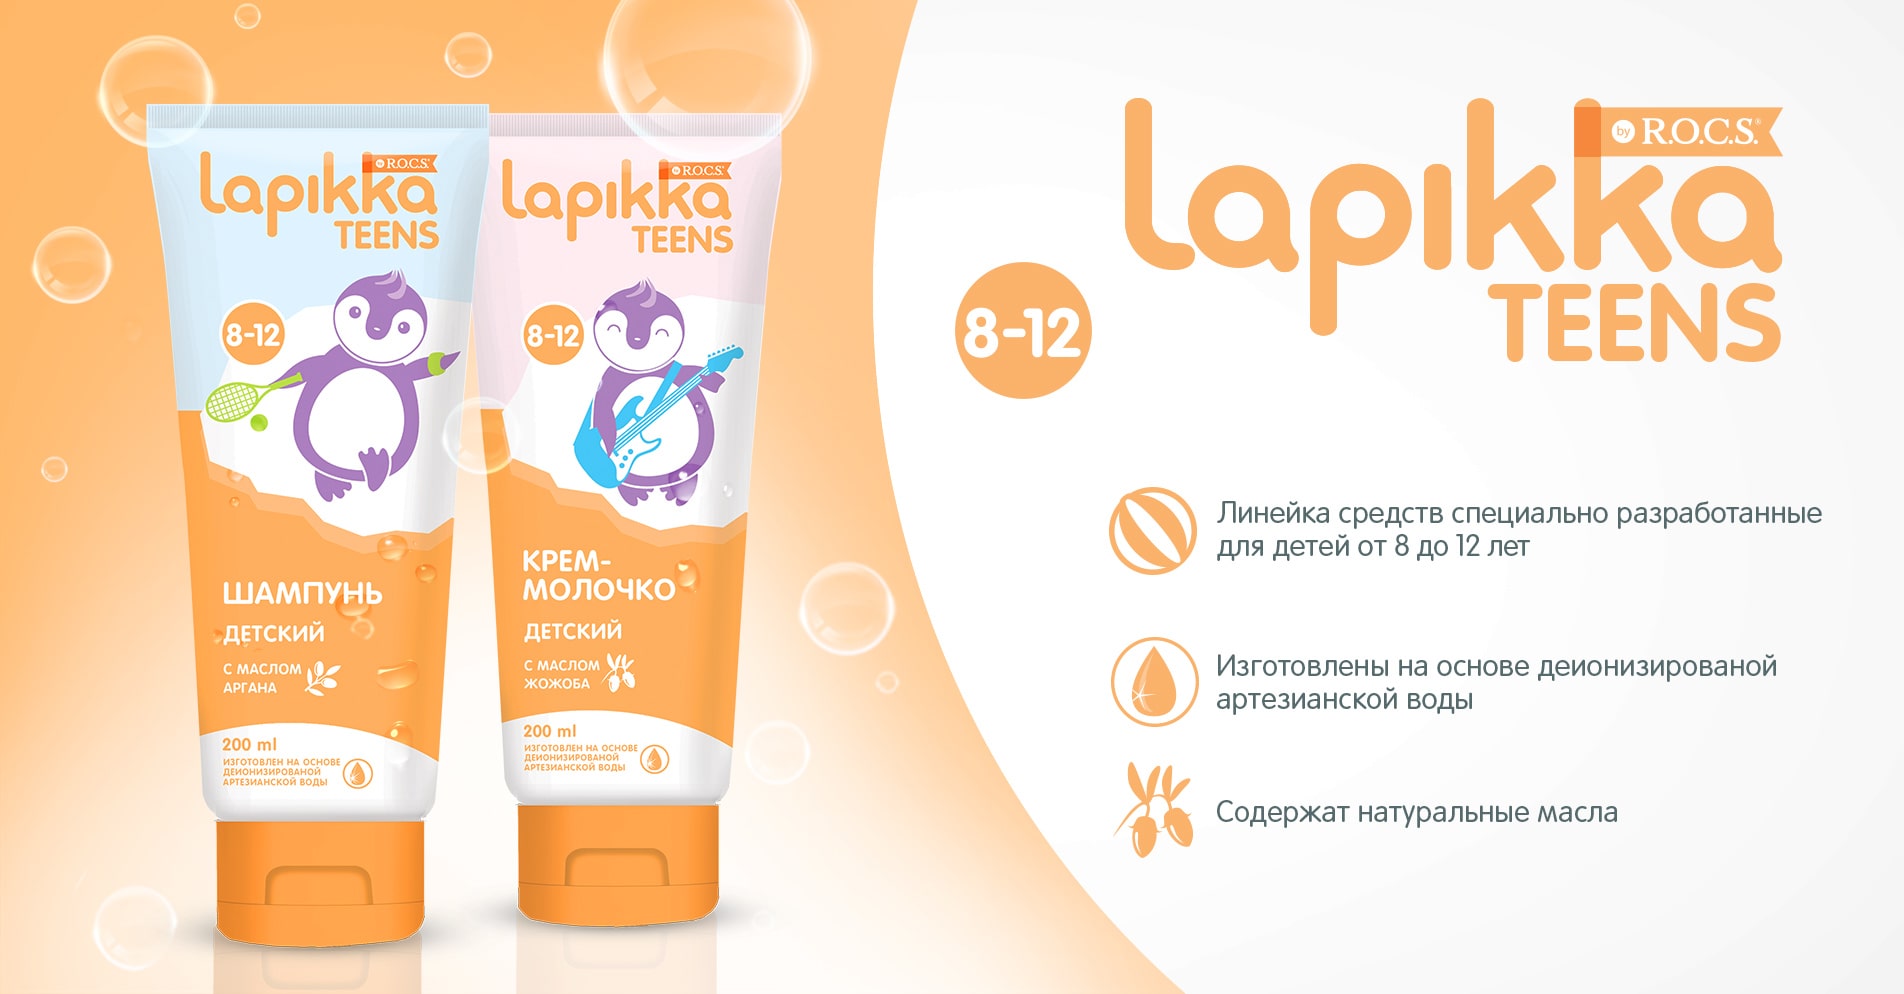 by R.O.C.S.®
Lapikka
TEENS
8-12
ШАМПУНЬ
ДЕТСКИЙ
С МАСЛОМ
АРГАНА
200 ml
ИЗГОТОВЛЕН НА ОСНОВЕ
ДЕИОНИЗИРОВАНОЙ
АРТЕЗИАНСКОЙ ВОДЫ
by R.O.C.S.®
Lapikka
TEENS
8-12
КРЕМ-
МОЛОЧКО
ДЕТСКИЙ
С МАСЛОМ
ЖОЖОБА
200 ml
ИЗГОТОВЛЕН НА ОСНОВЕ
ДЕИОНИЗИРОВАНОЙ
АРТЕЗИАНСКОЙ ВОДЫ
by R.O.C.S.®
Lapikka
TEENS
8-12
Линейка средств специально разработанные
для детей от 8 до 12 лет
Изготовлены на основе деионизированой
артезианской воды
Содержат натуральные масла